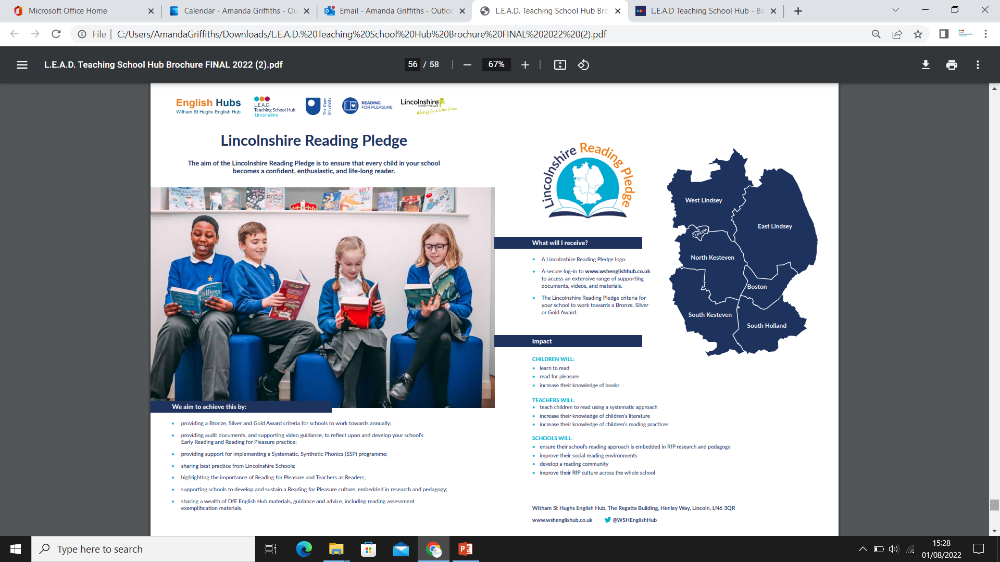 Microsoft Office Home
Calendar - Amanda Griffiths - Ou
Email - Amanda Griffiths - Outloo
L.E.A.D. Teaching School Hub Bro
L.E.A.D Teaching School Hub - Bo
File
C:/Users/AmandaGriffiths/Downloads/L.E.A.D.%20Teaching%20School%20Hub%20Brochure%20FINAL%202022%20(2).pdf
L.E.A.D. Teaching School Hub Brochure FINAL 2022 (2).pdf
56 / 58
67%
English Hubs
Witham St Hughs English Hub
L.E.A.D.
Teaching School Hub
Lincolnshire
The Open
University
READING
FOR PLEASURE
Lincolnshire
COUNTY COUNCIL
Working for a better future
Lincolnshire Reading Pledge
The aim of the Lincolnshire Reading Pledge is to ensure that every child in your school
becomes a confident, enthusiastic, and life-long reader.
We aim to achieve this by:
• providing a Bronze, Silver and Gold Award criteria for schools to work towards annually;
• providing audit documents, and supporting video guidance, to reflect upon and develop your school's
Early Reading and Reading for Pleasure practice;
• providing support for implementing a Systematic, Synthetic Phonics (SSP) programme;
• sharing best practice from Lincolnshire Schools;
• highlighting the importance of Reading for Pleasure and Teachers as Readers;
• supporting schools to develop and sustain a Reading for Pleasure culture, embedded in research and pedagogy;
• sharing a wealth of DfE English Hub materials, guidance and advice, including reading assessment
exemplification materials.
Lincolnshire Reading Pledge
What will I receive?
• A Lincolnshire Reading Pledge logo
• A secure log-in to www.wshenglishhub.co.uk
to access an extensive range of supporting
documents, videos, and materials.
• The Lincolnshire Reading Pledge criteria for
your school to work towards a Bronze, Silver
or Gold Award.
Impact
CHILDREN WILL:
• learn to read
• read for pleasure
• increase their knowledge of books
TEACHERS WILL:
• teach children to read using a systematic approach
• increase their knowledge of children's literature
• increase their knowledge of children's reading practices
SCHOOLS WILL:
• ensure their school's reading approach is embedded in RfP research and pedagogy
• improve their social reading environments
• develop a reading community
• improve their RfP culture across the whole school
Witham St Hughs English Hub, The Regatta Building, Henley Way, Lincoln, LN6 3QR
www.wshenglishub.co.uk
@WSHEnglishHub
West Lindsey
East Lindsey
Lincoln
North Kesteven
Boston
South Kesteven
South Holland
Type here to search
15:28
01/08/2022